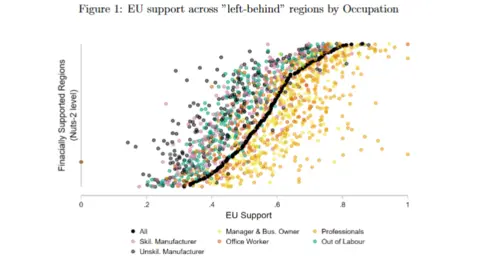 Figure 1: EU support across "left-behind" regions by Occupation
Finacially Supported Regions
(Nuts-2 level)
0 .2 .4 .6 .8 1
EU Support
All Manager & Bus. Owner Professionals
Skil. Manufacturer Office Worker Out of Labour
Unskil. Manufacturer